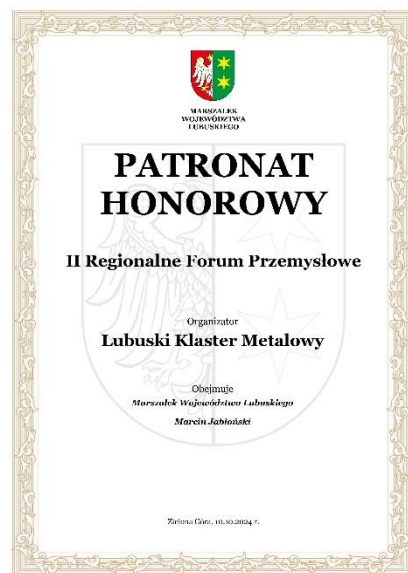 MARSZAŁEK
WOJEWÓDZTWA
LUBUSKIEGO
PATRONAT
HONOROWY
II Regionalne Forum Przemysłowe
Organizator
Lubuski Klaster Metalowy
Obejmuje
Marszałek Województwa Lubuskiego
Marcin Jabłoński
Zielona Góra, 10.10.2024 r.